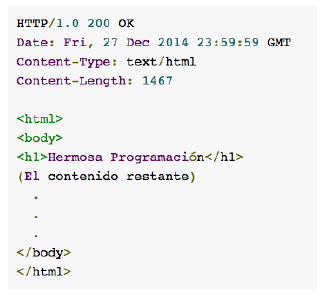 HTTP/1.0 200 OK
Date: Fri, 27 Dec 2014 23:59:59 GMT
Content-Type: text/html
Content-Length: 1467
<html>
<body>
<h1>Hermosa Programación</h1>
(El contenido restante)
.
.
.
</body>
</html>